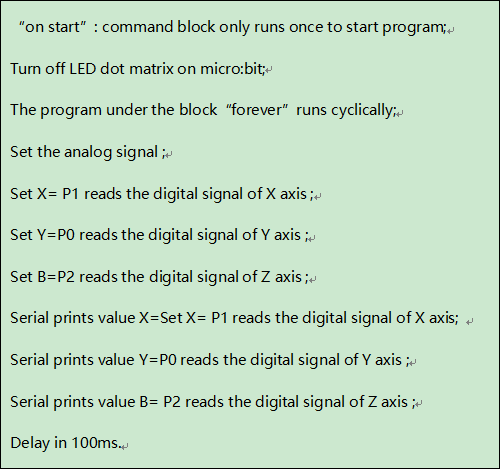 “on start”: command block only runs once to start program;
Turn off LED dot matrix on micro:bit;
The program under the block “forever” runs cyclically;
Set the analog signal ;
Set X= P1 reads the digital signal of X axis ;
Set Y=P0 reads the digital signal of Y axis ;
Set B=P2 reads the digital signal of Z axis ;
Serial prints value X=Set X= P1 reads the digital signal of X axis;
Serial prints value Y=P0 reads the digital signal of Y axis ;
Serial prints value B= P2 reads the digital signal of Z axis ;
Delay in 100ms.